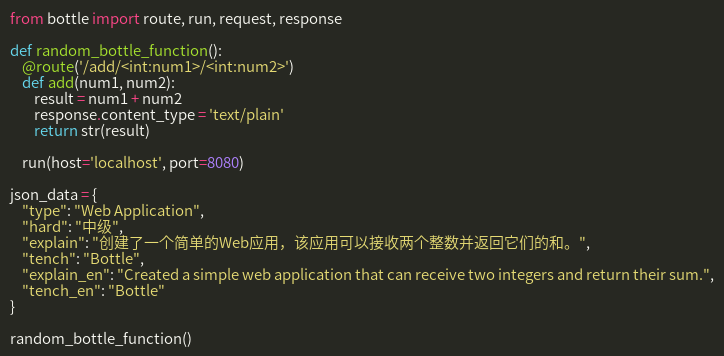 from bottle import route, run, request, response

def random_bottle_function():
    @route('/add/<int:num1>/<int:num2>')
    def add(num1, num2):
        result = num1 + num2
        response.content_type = 'text/plain'
        return str(result)

    run(host='localhost', port=8080)

json_data = {
    "type": "Web Application",
    "hard": "中级",
    "explain": "创建了一个简单的Web应用，该应用可以接收两个整数并返回它们的和。",
    "tench": "Bottle",
    "explain_en": "Created a simple web application that can receive two integers and return their sum.",
    "tench_en": "Bottle"
}

random_bottle_function()